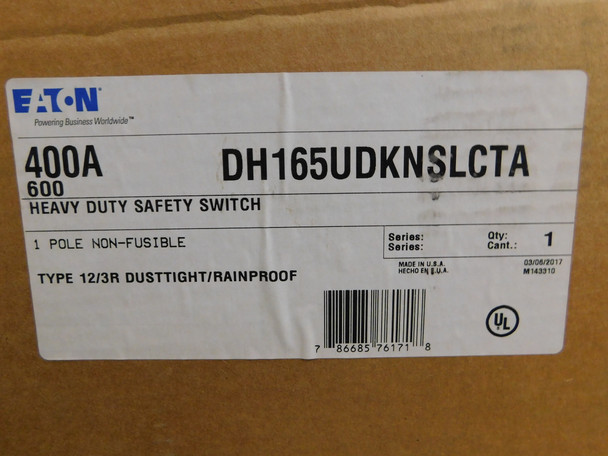 EATON
Powering Business Worldwide™
400A DH165UDKNSLCTA
600
HEAVY DUTY SAFETY SWITCH
1 POLE NON-FUSIBLE
Series: Qty: 1
Series: Cant.:
TYPE 12/3R DUSTTIGHT/RAINPROOF
MADE IN U.S.A. 03/06/2017
HECHO EN E.U.A. M143310
UL
7 86685 76171 8